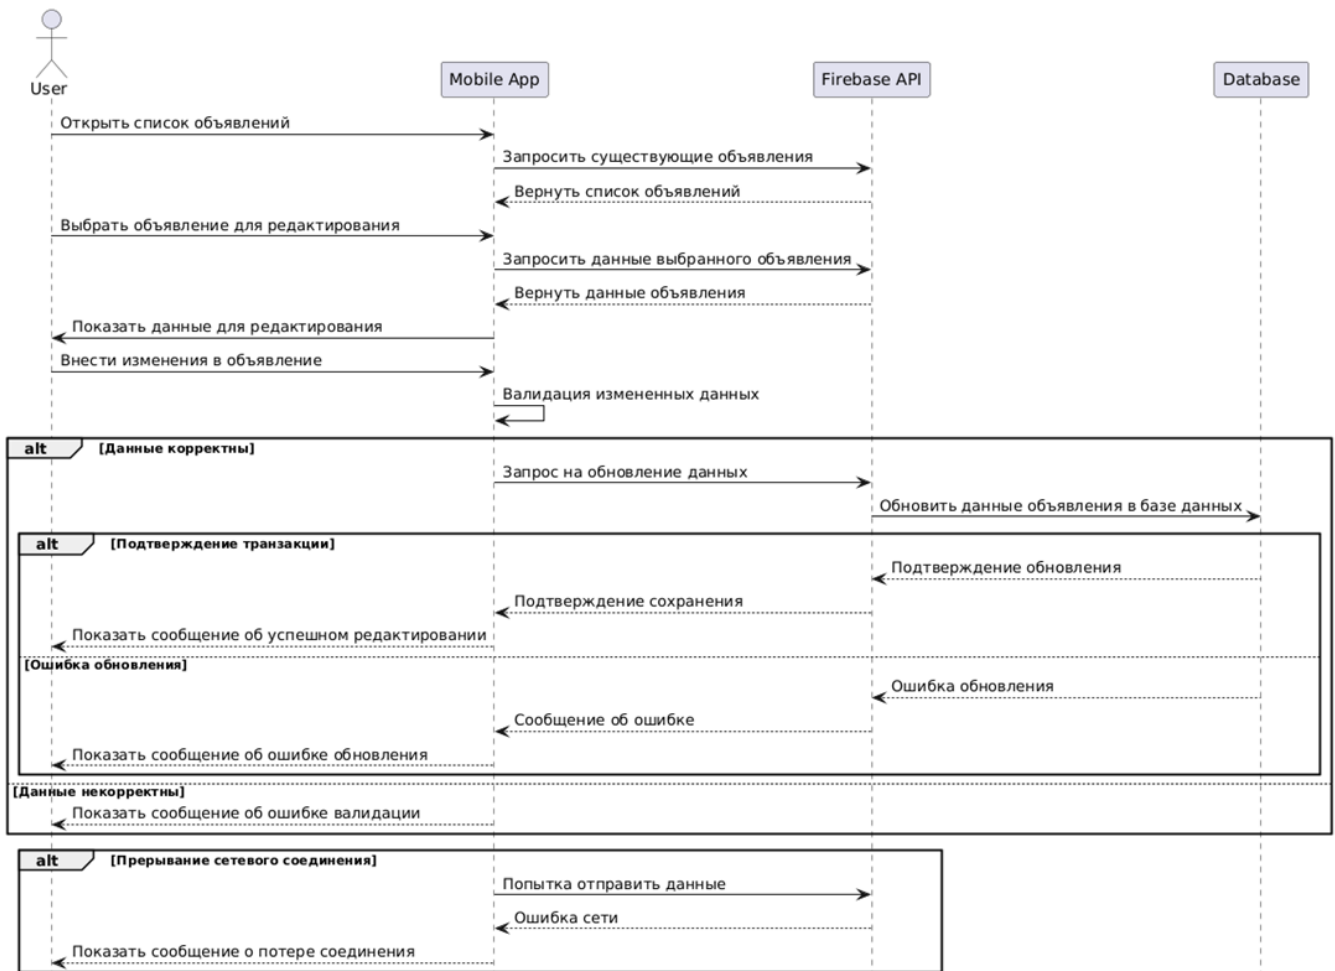 User
Mobile App
Firebase API
Database
Открыть список объявлений
Запросить существующие объявления
Вернуть список объявлений
Выбрать объявление для редактирования
Запросить данные выбранного объявления
Вернуть данные объявления
Показать данные для редактирования
Внести изменения в объявление
Валидация измененных данных
alt [Данные корректны]
Запрос на обновление данных
Обновить данные объявления в базе данных
alt [Подтверждение транзакции]
Подтверждение обновления
Подтверждение сохранения
Показать сообщение об успешном редактировании
[Ошибка обновления]
Ошибка обновления
Сообщение об ошибке
Показать сообщение об ошибке обновления
[Данные некорректны]
Показать сообщение об ошибке валидации
alt [Прерывание сетевого соединения]
Попытка отправить данные
Ошибка сети
Показать сообщение о потере соединения